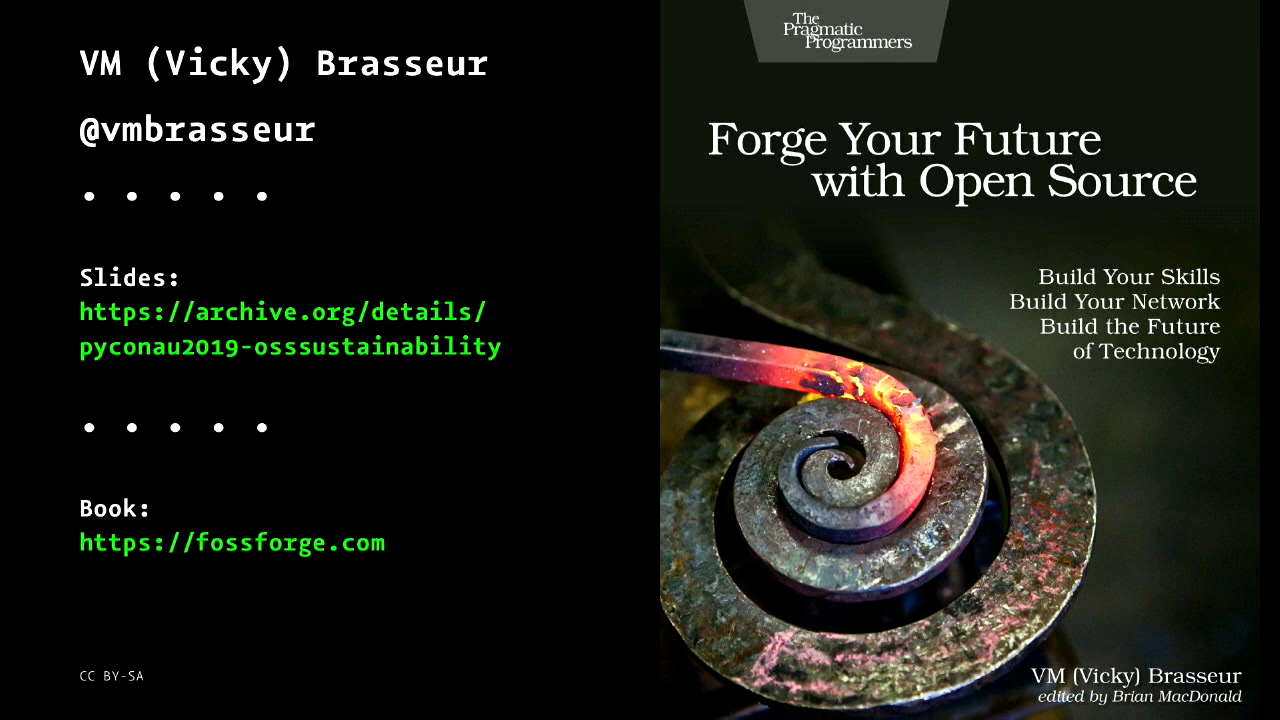 VM (Vicky) Brasseur
@vmbrasseur
• • • • •
Slides:
https://archive.org/details/
pyconau2019-osssustainability
• • • • •
Book:
https://fossforge.com
CC BY-SA
The
Pragmatic
Programmers
Forge Your Future
with Open Source
Build Your Skills
Build Your Network
Build the Future
of Technology
VM (Vicky) Brasseur
edited by Brian MacDonald